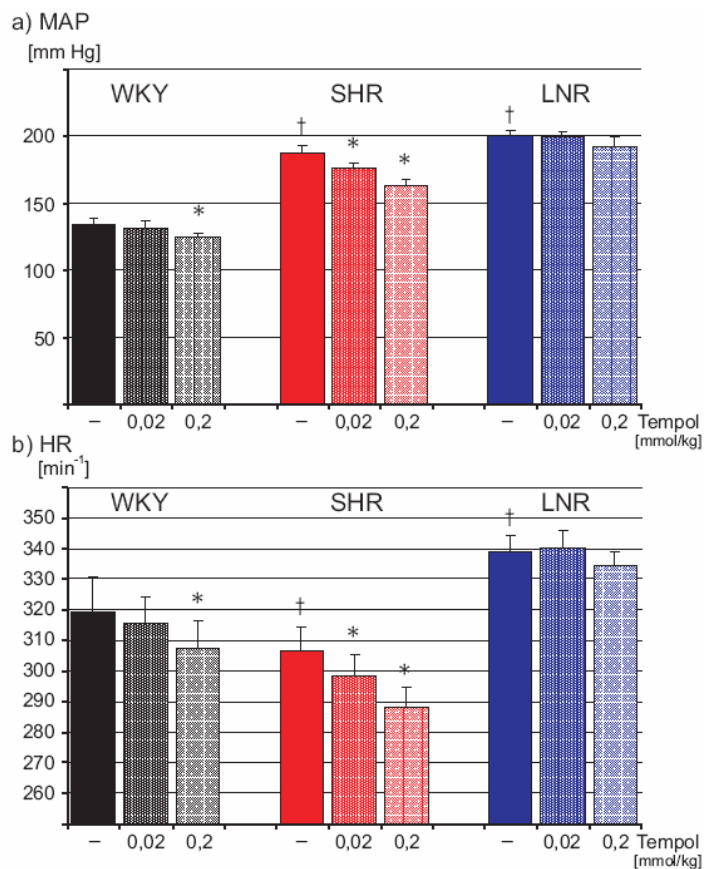 a) MAP
[mm Hg]
WKY SHR LNR
† †
* * *
200
150
100
50
– 0,02 0,2 – 0,02 0,2 – 0,02 0,2 Tempol
[mmol/kg]
b) HR
[min⁻¹]
WKY SHR LNR
350
340
330
320
310
300
290
280
270
260
† †
* * *
– 0,02 0,2 – 0,02 0,2 – 0,02 0,2 Tempol
[mmol/kg]